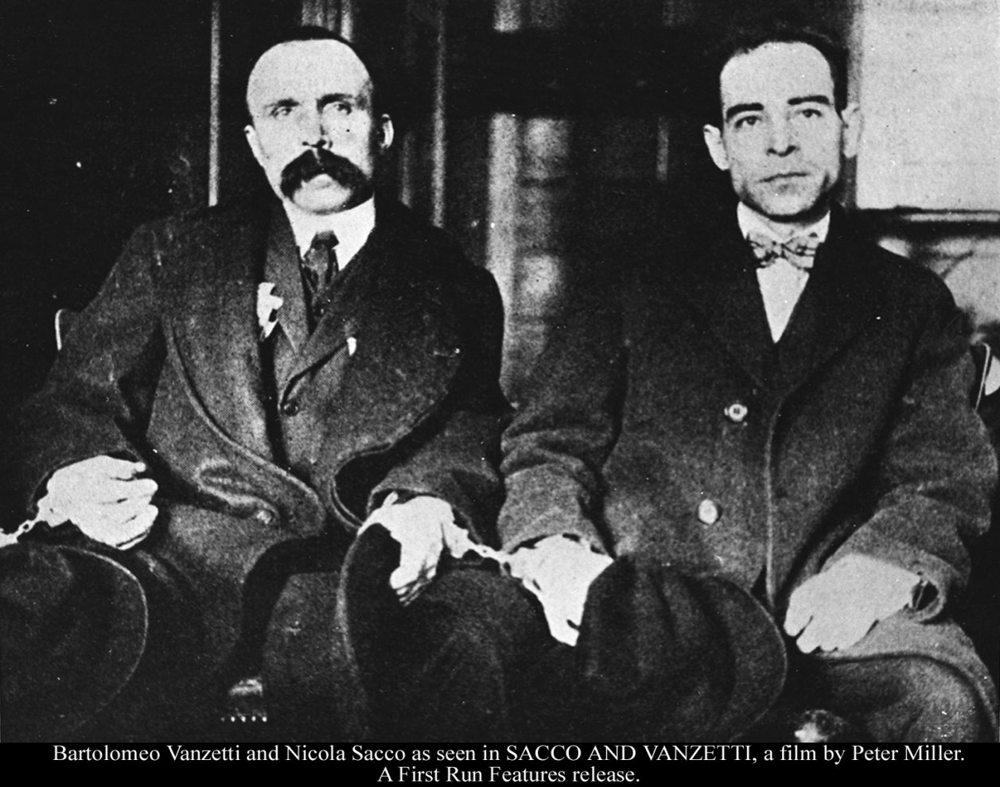 Bartolomeo Vanzetti and Nicola Sacco as seen in SACCO AND VANZETTI, a film by Peter Miller.
A First Run Features release.